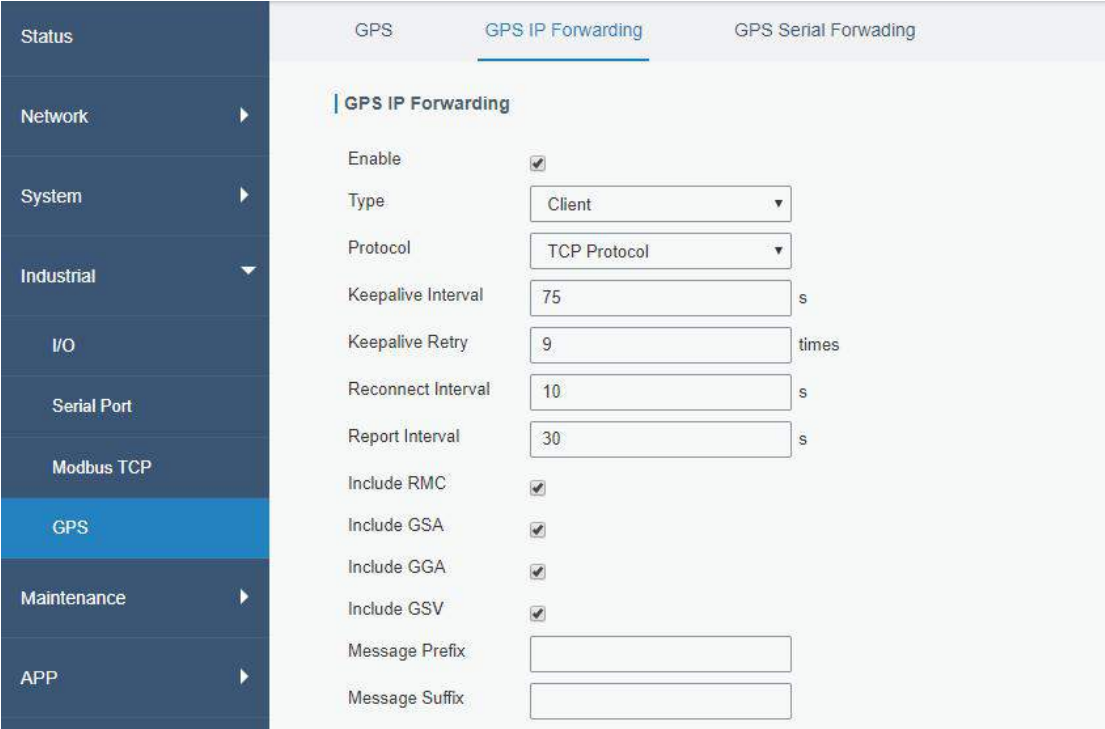 Status
Network
System
Industrial
I/O
Serial Port
Modbus TCP
GPS
Maintenance
APP
GPS GPS IP Forwarding GPS Serial Forwading
GPS IP Forwarding
Enable
Type Client
Protocol TCP Protocol
Keepalive Interval 75 s
Keepalive Retry 9 times
Reconnect Interval 10 s
Report Interval 30 s
Include RMC
Include GSA
Include GGA
Include GSV
Message Prefix
Message Suffix